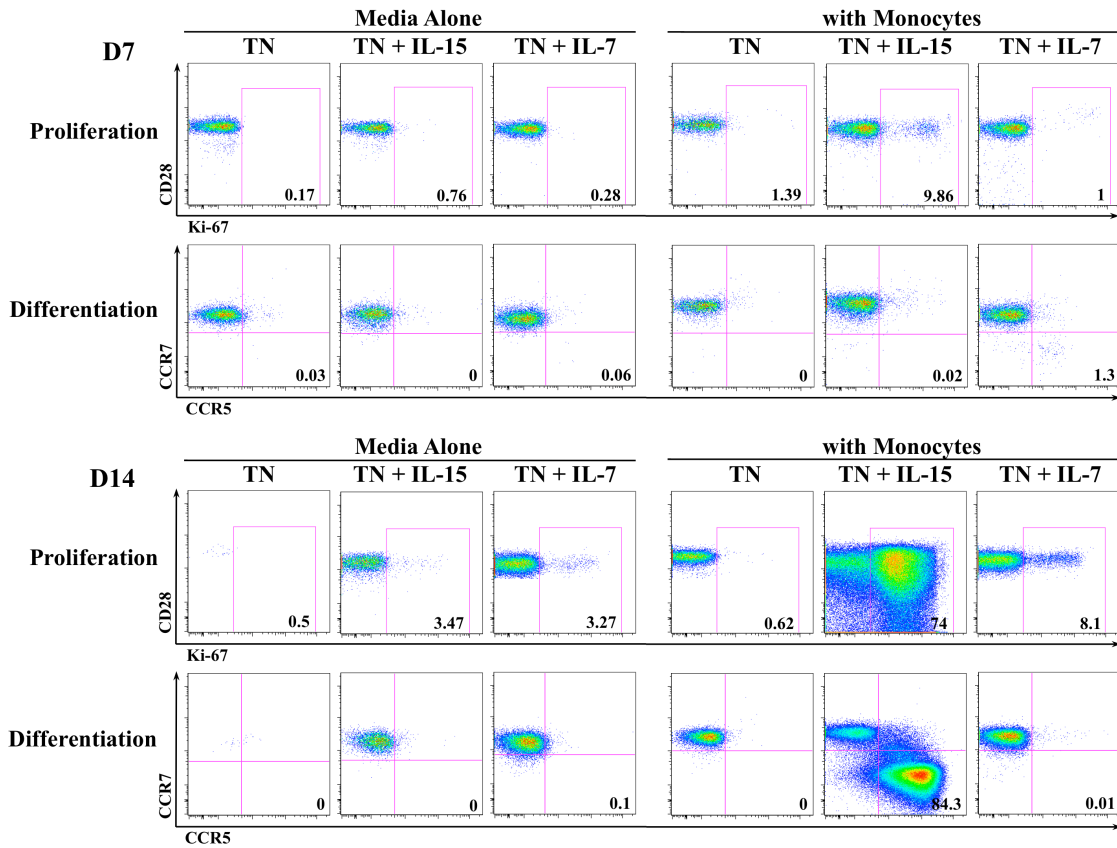 Media Alone with Monocytes
D7 TN TN + IL-15 TN + IL-7 TN TN + IL-15 TN + IL-7
Proliferation
CD28
0.17 0.76 0.28 1.39 9.86 1
Ki-67
Differentiation
CCR7
0.03 0 0.06 0 0.02 1.3
CCR5
Media Alone with Monocytes
D14 TN TN + IL-15 TN + IL-7 TN TN + IL-15 TN + IL-7
Proliferation
CD28
0.5 3.47 3.27 0.62 74 8.1
Ki-67
Differentiation
CCR7
0 0 0.1 0 84.3 0.01
CCR5